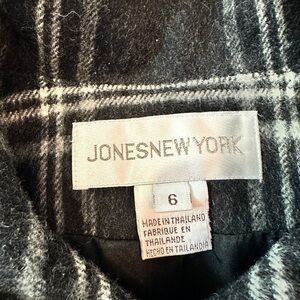 JONESNEWYORK
6
MADE IN THAILAND
FABRIQUE EN
THAILANDE
HECHO EN TAILANDIA